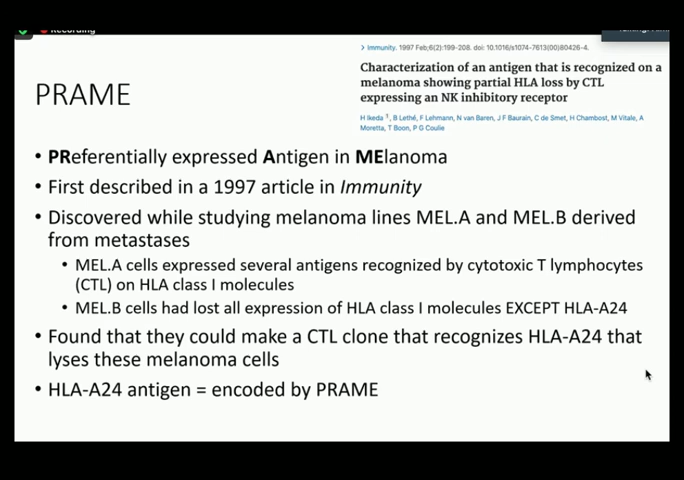 Recording
Immunity. 1997 Feb;6(2):199-208. doi: 10.1016/s1074-7613(00)80426-4.
Characterization of an antigen that is recognized on a
melanoma showing partial HLA loss by CTL
expressing an NK inhibitory receptor
H Ikeda 1, B Lethé, F Lehmann, N van Baren, J F Baurain, C de Smet, H Chambost, M Vitale, A
Moretta, T Boon, P G Coulie
PRAME
• PReferentially expressed Antigen in MElanoma
• First described in a 1997 article in Immunity
• Discovered while studying melanoma lines MEL.A and MEL.B derived
from metastases
• MEL.A cells expressed several antigens recognized by cytotoxic T lymphocytes
(CTL) on HLA class I molecules
• MEL.B cells had lost all expression of HLA class I molecules EXCEPT HLA-A24
• Found that they could make a CTL clone that recognizes HLA-A24 that
lyses these melanoma cells
• HLA-A24 antigen = encoded by PRAME